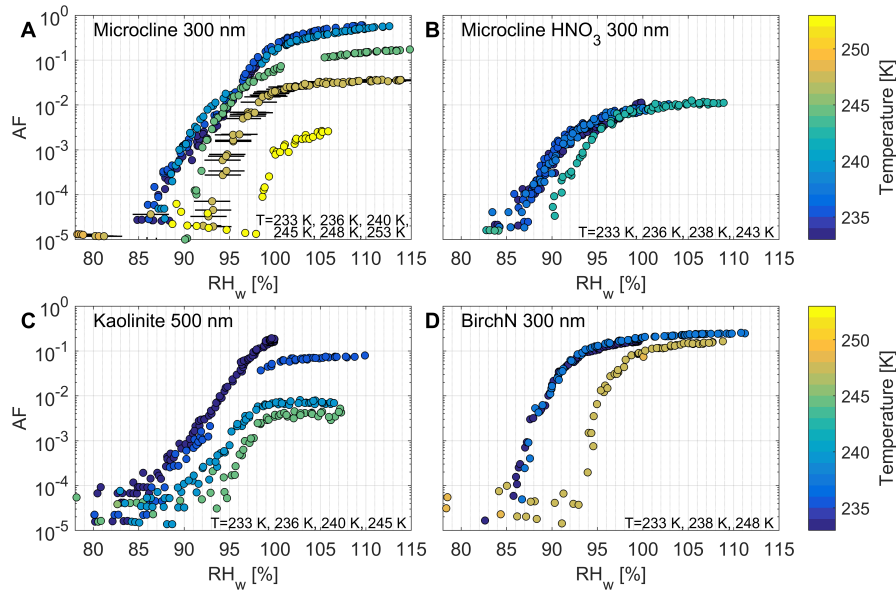 A Microcline 300 nm
10^0
10^-1
10^-2
10^-3
10^-4
10^-5
AF
T=233 K, 236 K, 240 K,
245 K, 248 K, 253 K
80 85 90 95 100 105 110 115
RH_w [%]
B Microcline HNO_3 300 nm
T=233 K, 236 K, 238 K, 243 K
80 85 90 95 100 105 110 115
RH_w [%]
250
245
240
235
Temperature [K]
C Kaolinite 500 nm
10^0
10^-1
10^-2
10^-3
10^-4
10^-5
AF
T=233 K, 236 K, 240 K, 245 K
80 85 90 95 100 105 110 115
RH_w [%]
D BirchN 300 nm
T=233 K, 238 K, 248 K
80 85 90 95 100 105 110 115
RH_w [%]
250
245
240
235
Temperature [K]